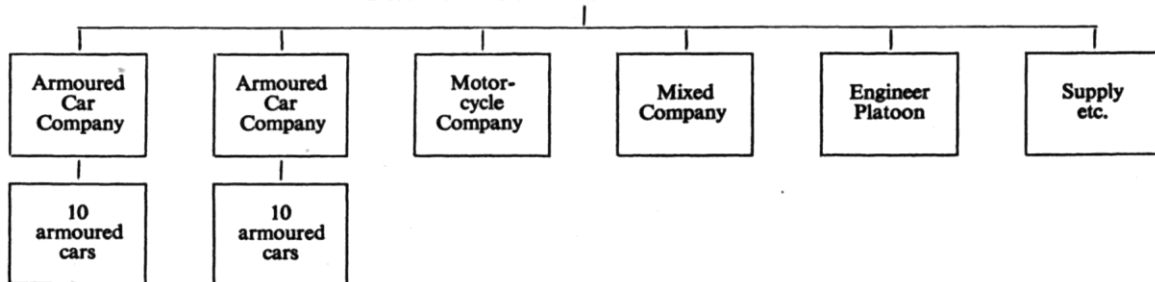 Armoured
Car
Company
Armoured
Car
Company
Motor-
cycle
Company
Mixed
Company
Engineer
Platoon
Supply
etc.
10
armoured
cars
10
armoured
cars